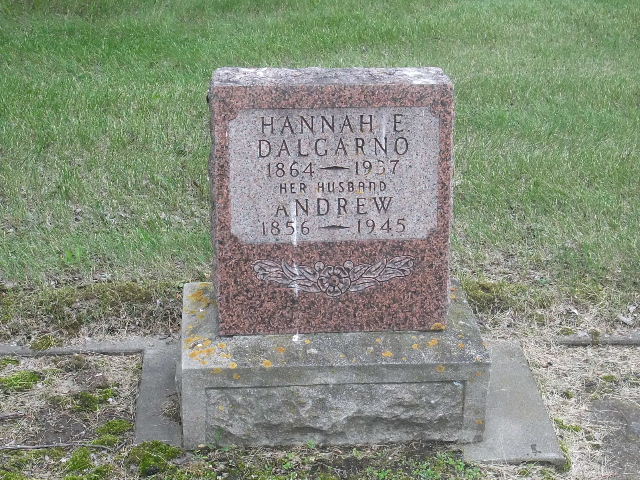 HANNAH E.
DALGARNO
1864 — 1937
HER HUSBAND
ANDREW
1856 — 1945